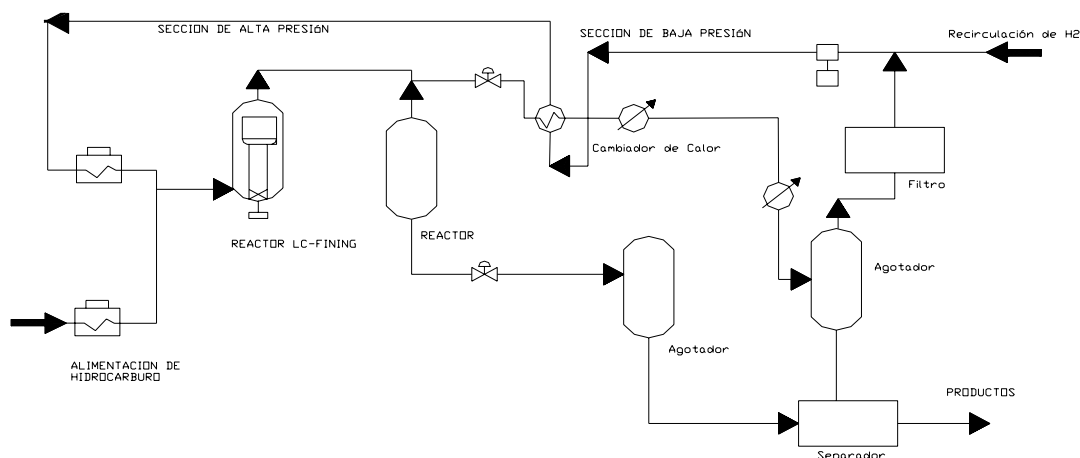 SECCION DE ALTA PRESIóN
SECCION DE BAJA PRESIóN
Recirculación de H2
Cambiador de Calor
Filtro
REACTOR LC-FINING
REACTOR
Agotador
Agotador
ALIMENTACION DE
HIDROCARBURO
PRODUCTOS
Separador